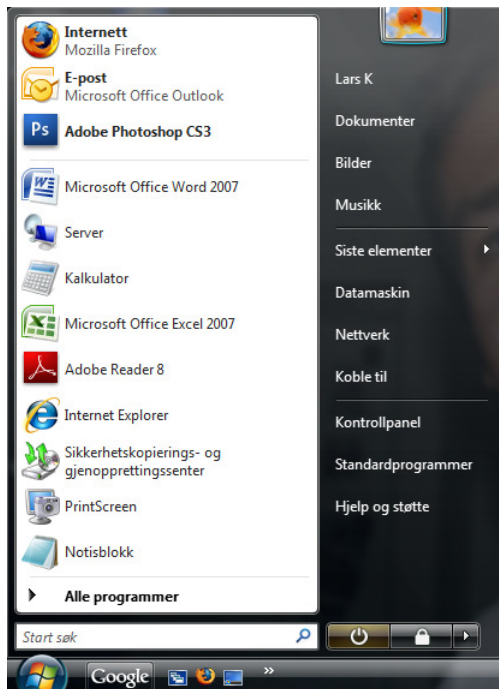 Internett
Mozilla Firefox
E-post
Microsoft Office Outlook
Ps
Adobe Photoshop CS3
Microsoft Office Word 2007
Server
Kalkulator
Microsoft Office Excel 2007
Adobe Reader 8
Internet Explorer
Sikkerhetskopierings- og
gjenopprettingssenter
PrintScreen
Notisblokk
Alle programmer
Start søk
Lars K
Dokumenter
Bilder
Musikk
Siste elementer
Datamaskin
Nettverk
Koble til
Kontrollpanel
Standardprogrammer
Hjelp og støtte
Google